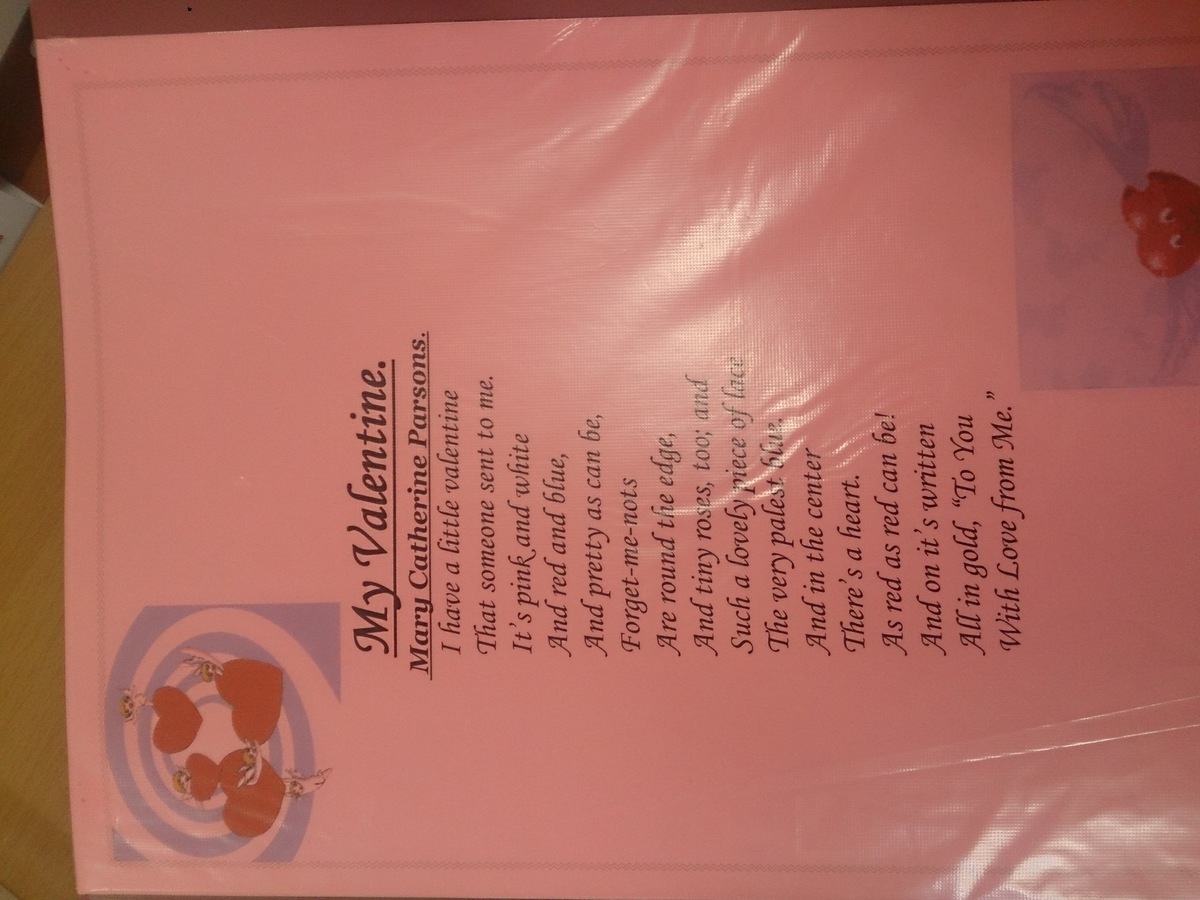 My Valentine.
Mary Catherine Parsons.
I have a little valentine
That someone sent to me.
It's pink and white
And red and blue,
And pretty as can be,
Forget-me-nots
Are round the edge,
And tiny roses, too; and
Such a lovely piece of lace
The very palest blue.
And in the center
There's a heart.
As red as red can be!
And on it's written
All in gold, "To You
With Love from Me."